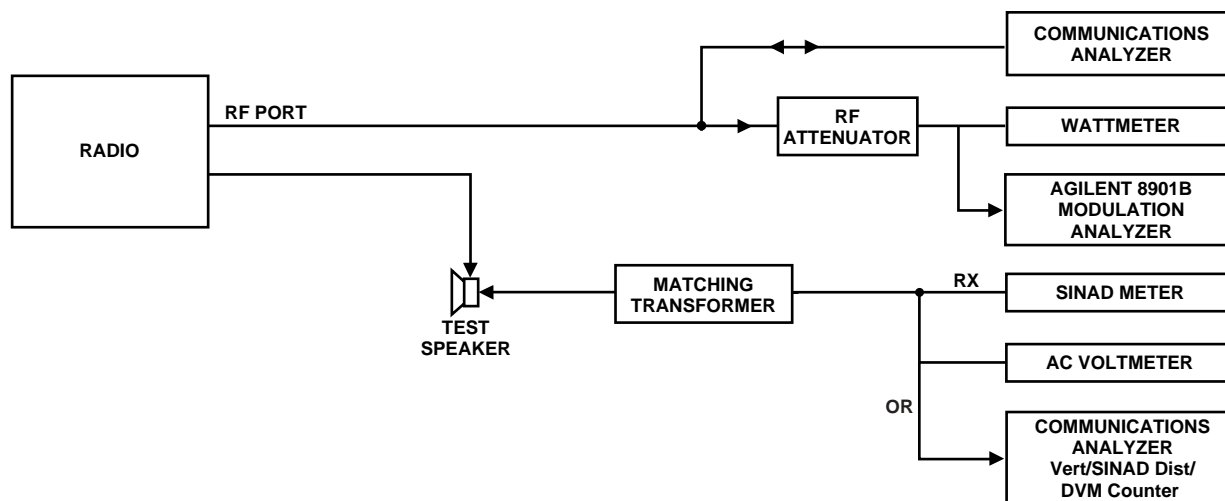 COMMUNICATIONS
ANALYZER
RF PORT
RADIO
RF
ATTENUATOR
WATTMETER
AGILENT 8901B
MODULATION
ANALYZER
MATCHING
TRANSFORMER
RX
SINAD METER
TEST
SPEAKER
AC VOLTMETER
OR
COMMUNICATIONS
ANALYZER
Vert/SINAD Dist/
DVM Counter